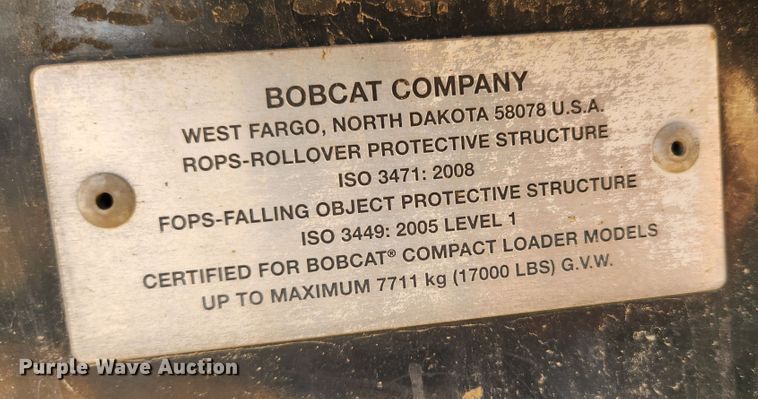 BOBCAT COMPANY
WEST FARGO, NORTH DAKOTA 58078 U.S.A.
ROPS-ROLLOVER PROTECTIVE STRUCTURE
ISO 3471: 2008
FOPS-FALLING OBJECT PROTECTIVE STRUCTURE
ISO 3449: 2005 LEVEL 1
CERTIFIED FOR BOBCAT® COMPACT LOADER MODELS
UP TO MAXIMUM 7711 kg (17000 LBS) G.V.W.
Purple Wave Auction